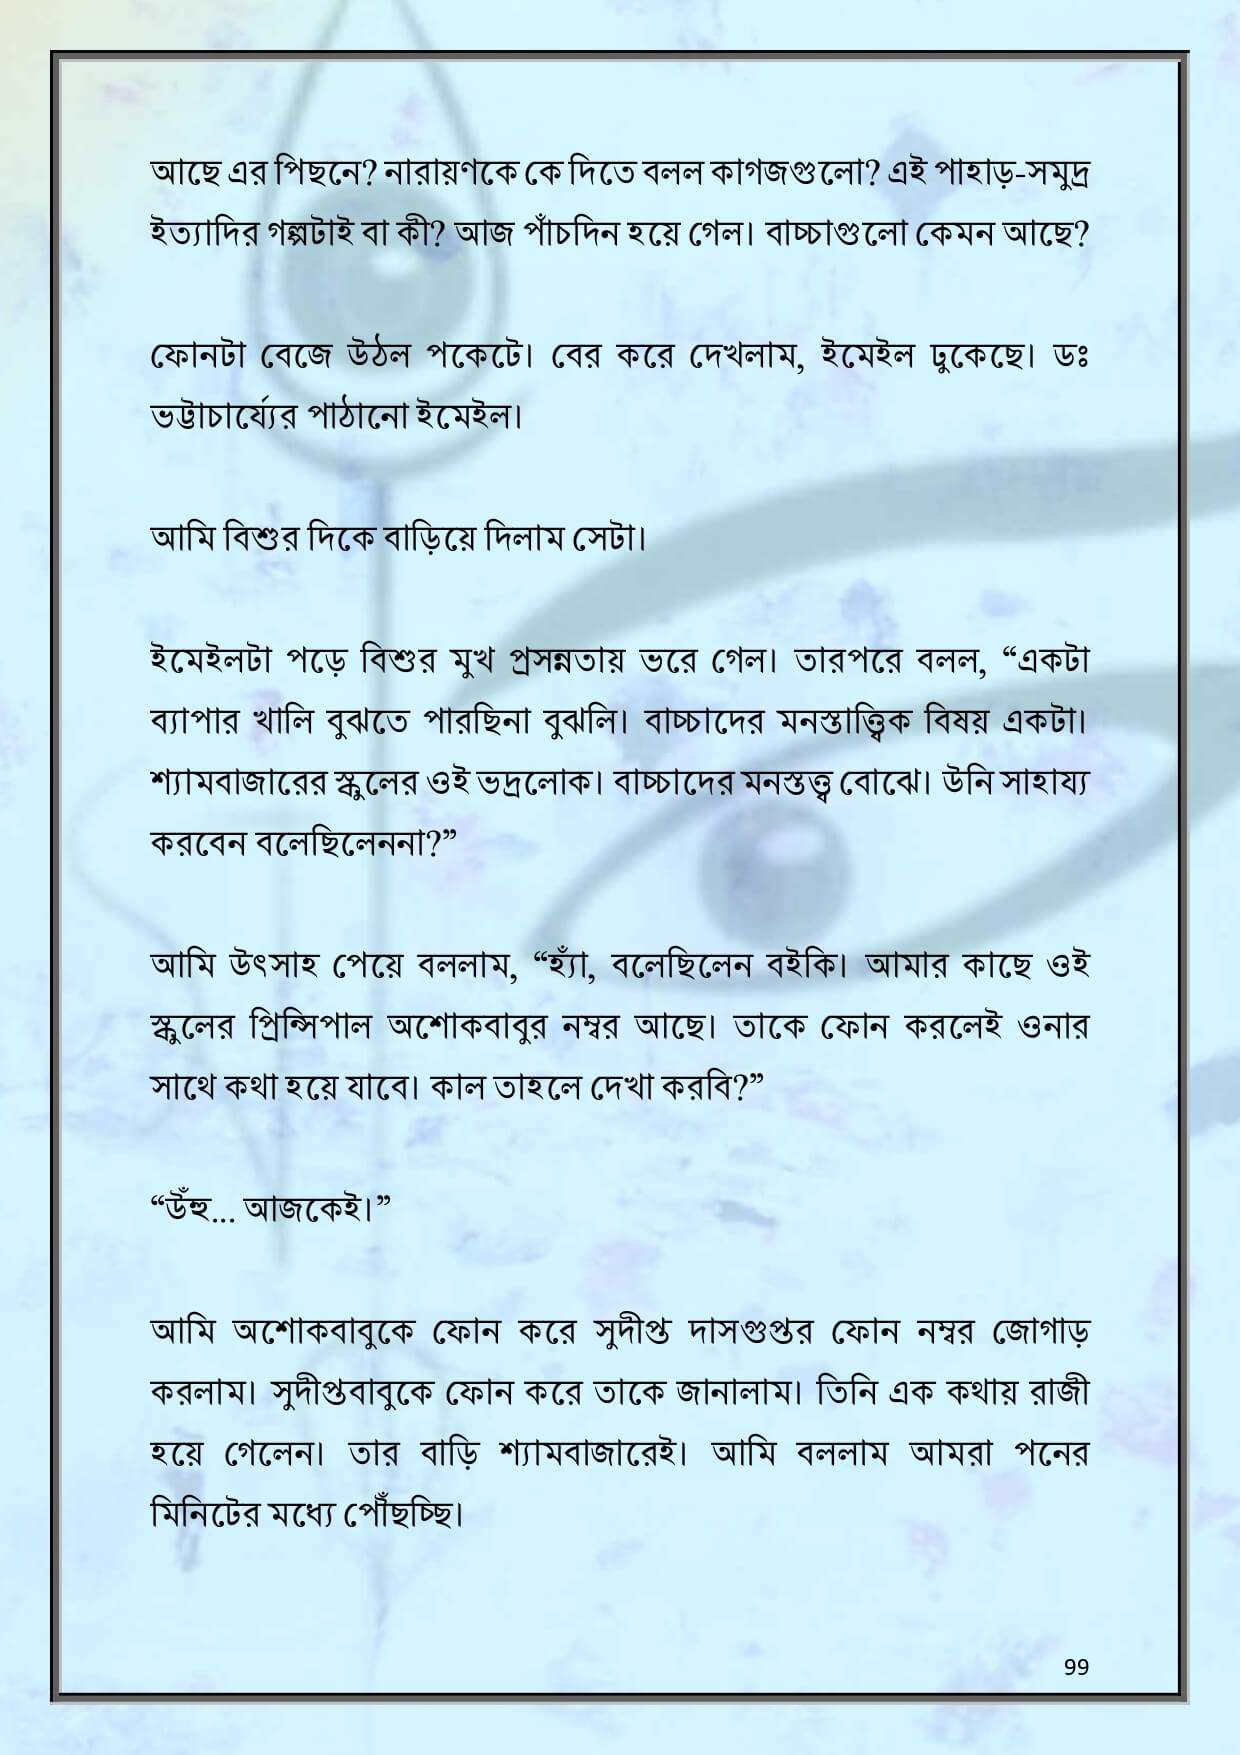 আছে এর পিছনে? নারায়ণকে কে দিতে বলল কাগজগুলো? এই পাহাড়-সমুদ্র
ইত্যাদির গল্পটাই বা কী? আজ পাঁচদিন হয়ে গেল। বাচ্চাগুলো কেমন আছে?
ফোনটা বেজে উঠল পকেটে। বের করে দেখলাম, ইমেইল ঢুকেছে। ডঃ
ভট্টাচার্য্যের পাঠানো ইমেইল।
আমি বিশুর দিকে বাড়িয়ে দিলাম সেটা।
ইমেইলটা পড়ে বিশুর মুখ প্রসন্নতায় ভরে গেল। তারপরে বলল, “একটা
ব্যাপার খালি বুঝতে পারছিনা বুঝলি। বাচ্চাদের মনস্তাত্ত্বিক বিষয় একটা।
শ্যামবাজারের স্কুলের ওই ভদ্রলোক। বাচ্চাদের মনস্তত্ত্ব বোঝে। উনি সাহায্য
করবেন বলেছিলেননা?”
আমি উৎসাহ পেয়ে বললাম, “হ্যাঁ, বলেছিলেন বইকি। আমার কাছে ওই
স্কুলের প্রিন্সিপাল অশোকবাবুর নম্বর আছে। তাকে ফোন করলেই ওনার
সাথে কথা হয়ে যাবে। কাল তাহলে দেখা করবি?”
“উঁহু... আজকেই।”
আমি অশোকবাবুকে ফোন করে সুদীপ্ত দাসগুপ্তর ফোন নম্বর জোগাড়
করলাম। সুদীপ্তবাবুকে ফোন করে তাকে জানালাম। তিনি এক কথায় রাজী
হয়ে গেলেন। তার বাড়ি শ্যামবাজারেই। আমি বললাম আমরা পনের
মিনিটের মধ্যে পৌঁছচ্ছি।
99